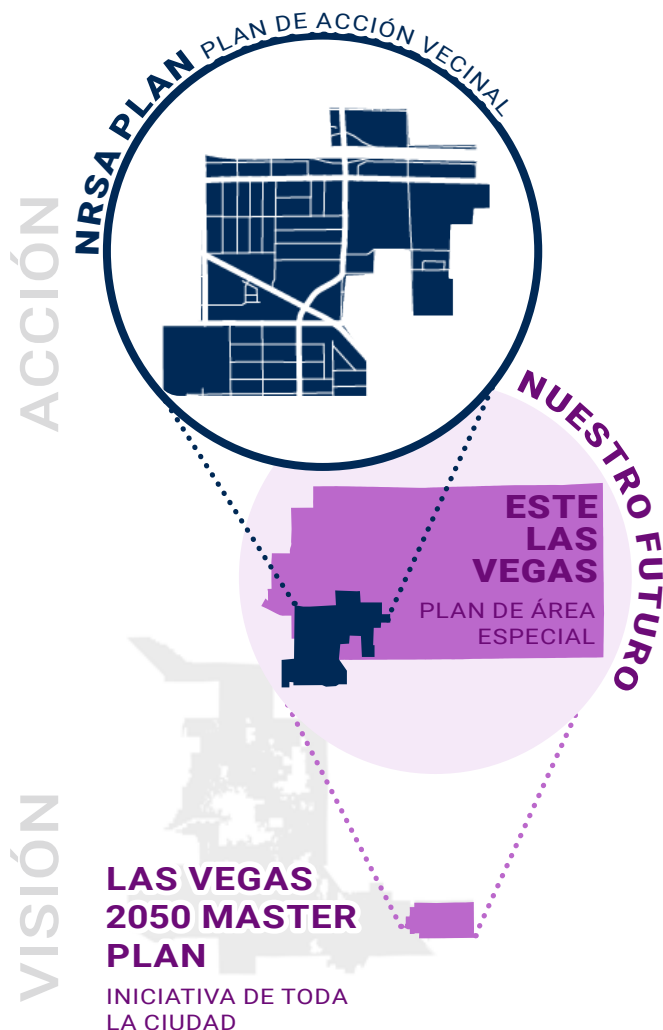 NRSA PLAN PLAN DE ACCIÓN VECINAL
ACCIÓN
NUESTRO FUTURO
ESTE
LAS
VEGAS
PLAN DE ÁREA
ESPECIAL
VISIÓN
LAS VEGAS
2050 MASTER
PLAN
INICIATIVA DE TODA
LA CIUDAD